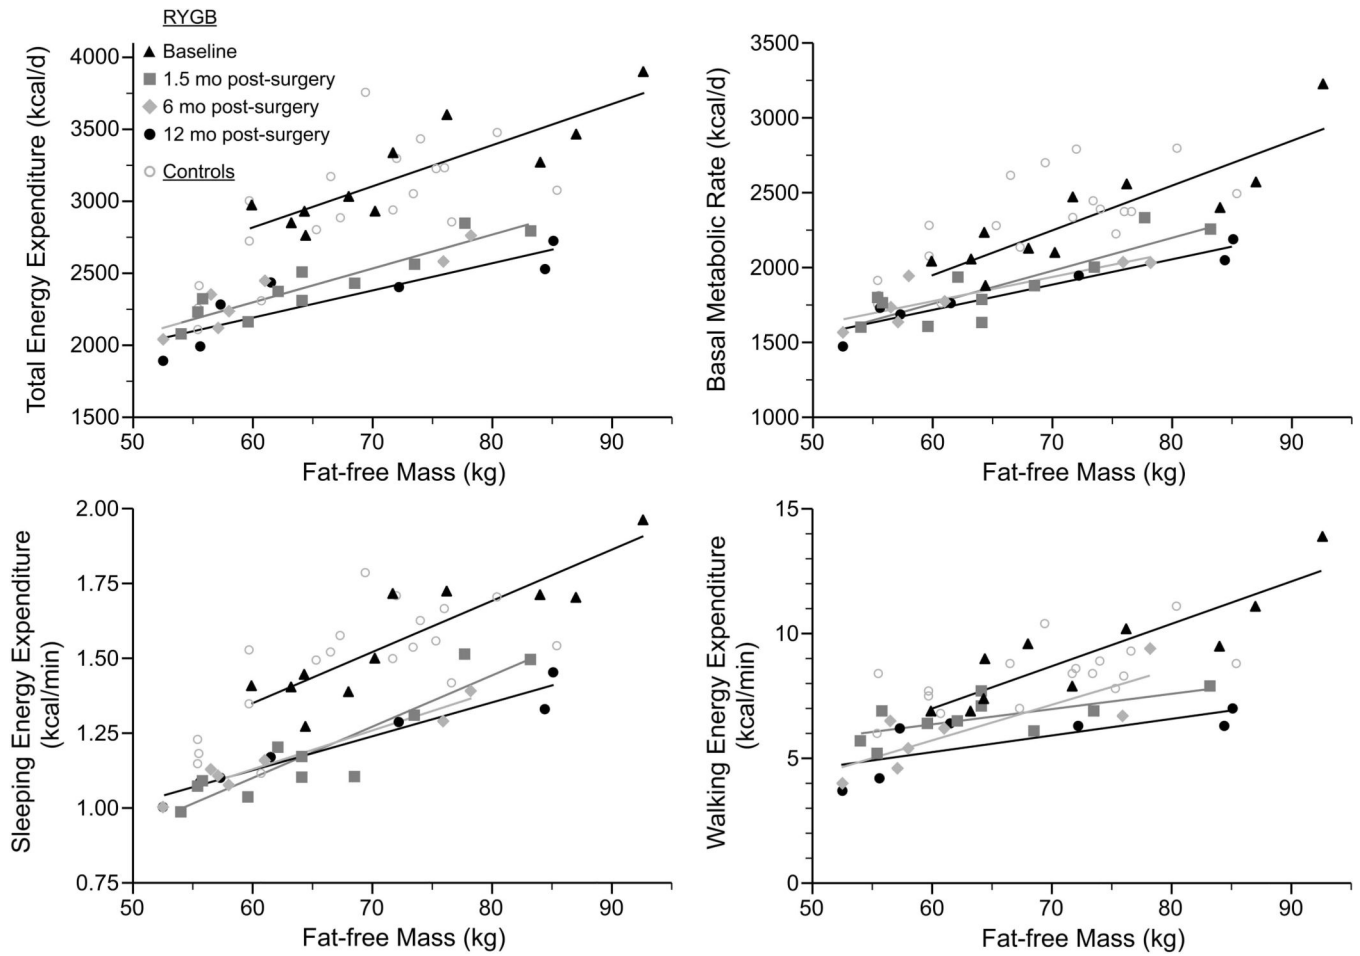 RYGB
Baseline
1.5 mo post-surgery
6 mo post-surgery
12 mo post-surgery
Controls
Total Energy Expenditure (kcal/d)
4000
3500
3000
2500
2000
1500
50 60 70 80 90
Fat-free Mass (kg)
Basal Metabolic Rate (kcal/d)
3500
3000
2500
2000
1500
1000
50 60 70 80 90
Fat-free Mass (kg)
Sleeping Energy Expenditure
(kcal/min)
2.00
1.75
1.50
1.25
1.00
0.75
50 60 70 80 90
Fat-free Mass (kg)
Walking Energy Expenditure
(kcal/min)
15
10
5
0
50 60 70 80 90
Fat-free Mass (kg)